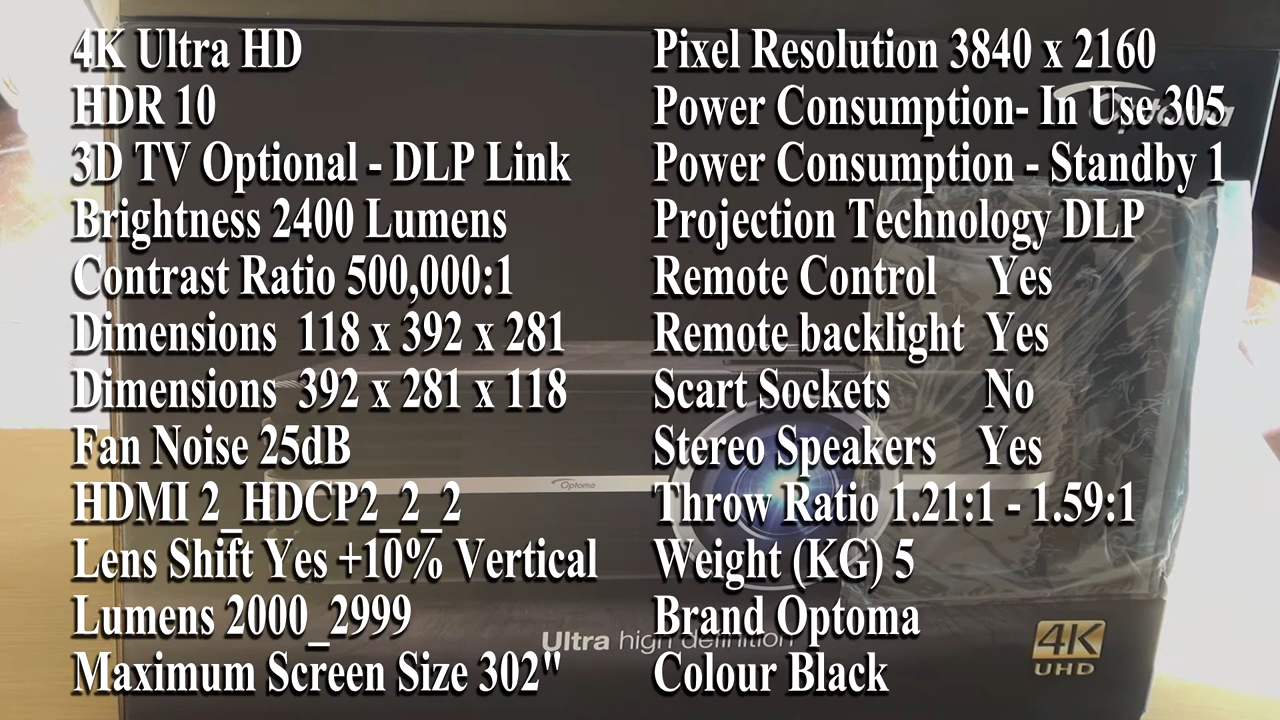 4K Ultra HD
HDR 10
3D TV Optional - DLP Link
Brightness 2400 Lumens
Contrast Ratio 500,000:1
Dimensions 118 x 392 x 281
Dimensions 392 x 281 x 118
Fan Noise 25dB
HDMI 2_HDCP2_2_2
Lens Shift Yes +10% Vertical
Lumens 2000_2999
Maximum Screen Size 302"
Pixel Resolution 3840 x 2160
Power Consumption- In Use 305
Power Consumption - Standby 1
Projection Technology DLP
Remote Control Yes
Remote backlight Yes
Scart Sockets No
Stereo Speakers Yes
Throw Ratio 1.21:1 - 1.59:1
Weight (KG) 5
Brand Optoma
Colour Black
Optoma
Optoma
Ultra high definition
4K
UHD